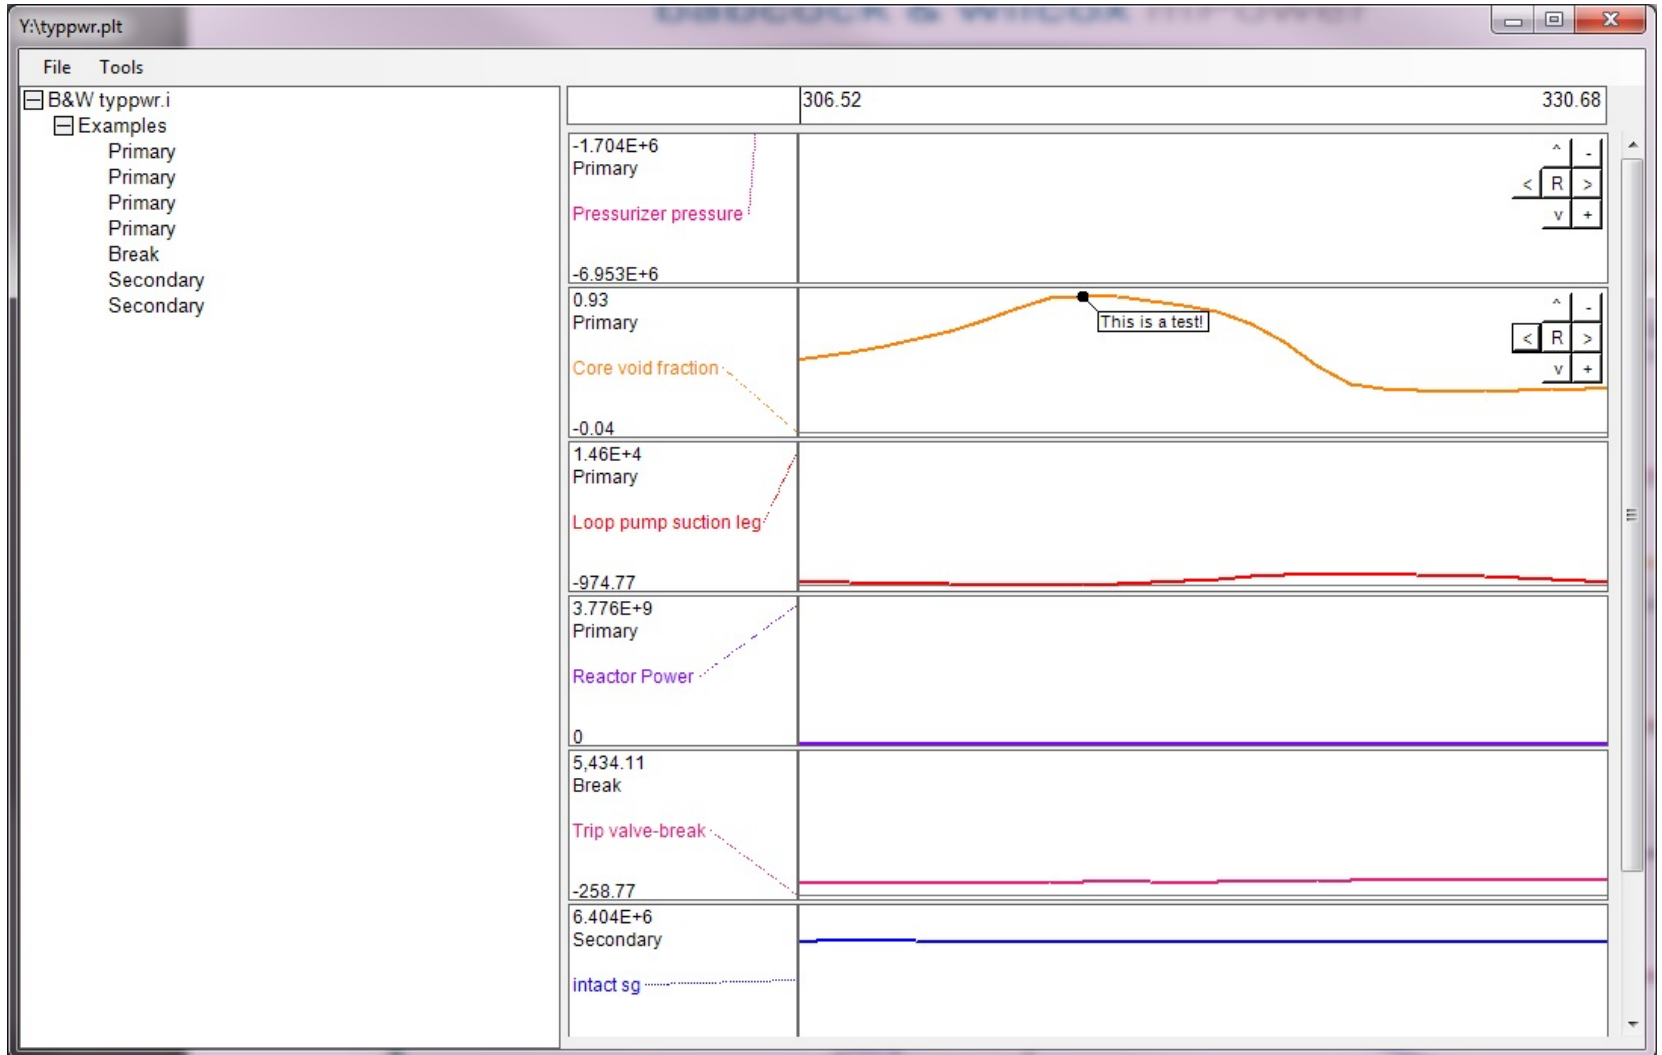 Babcock & Wilcox mPower
Y:\typpwr.plt
File Tools
B&W typpwr.i
Examples
Primary
Primary
Primary
Primary
Break
Secondary
Secondary
306.52 330.68
-1.704E+6
Primary
Pressurizer pressure
-6.953E+6
^ -
< R >
v +
0.93
Primary
Core void fraction
-0.04
This is a test!
^ -
< R >
v +
1.46E+4
Primary
Loop pump suction leg
-974.77
3.776E+9
Primary
Reactor Power
0
5,434.11
Break
Trip valve-break
-258.77
6.404E+6
Secondary
intact sg